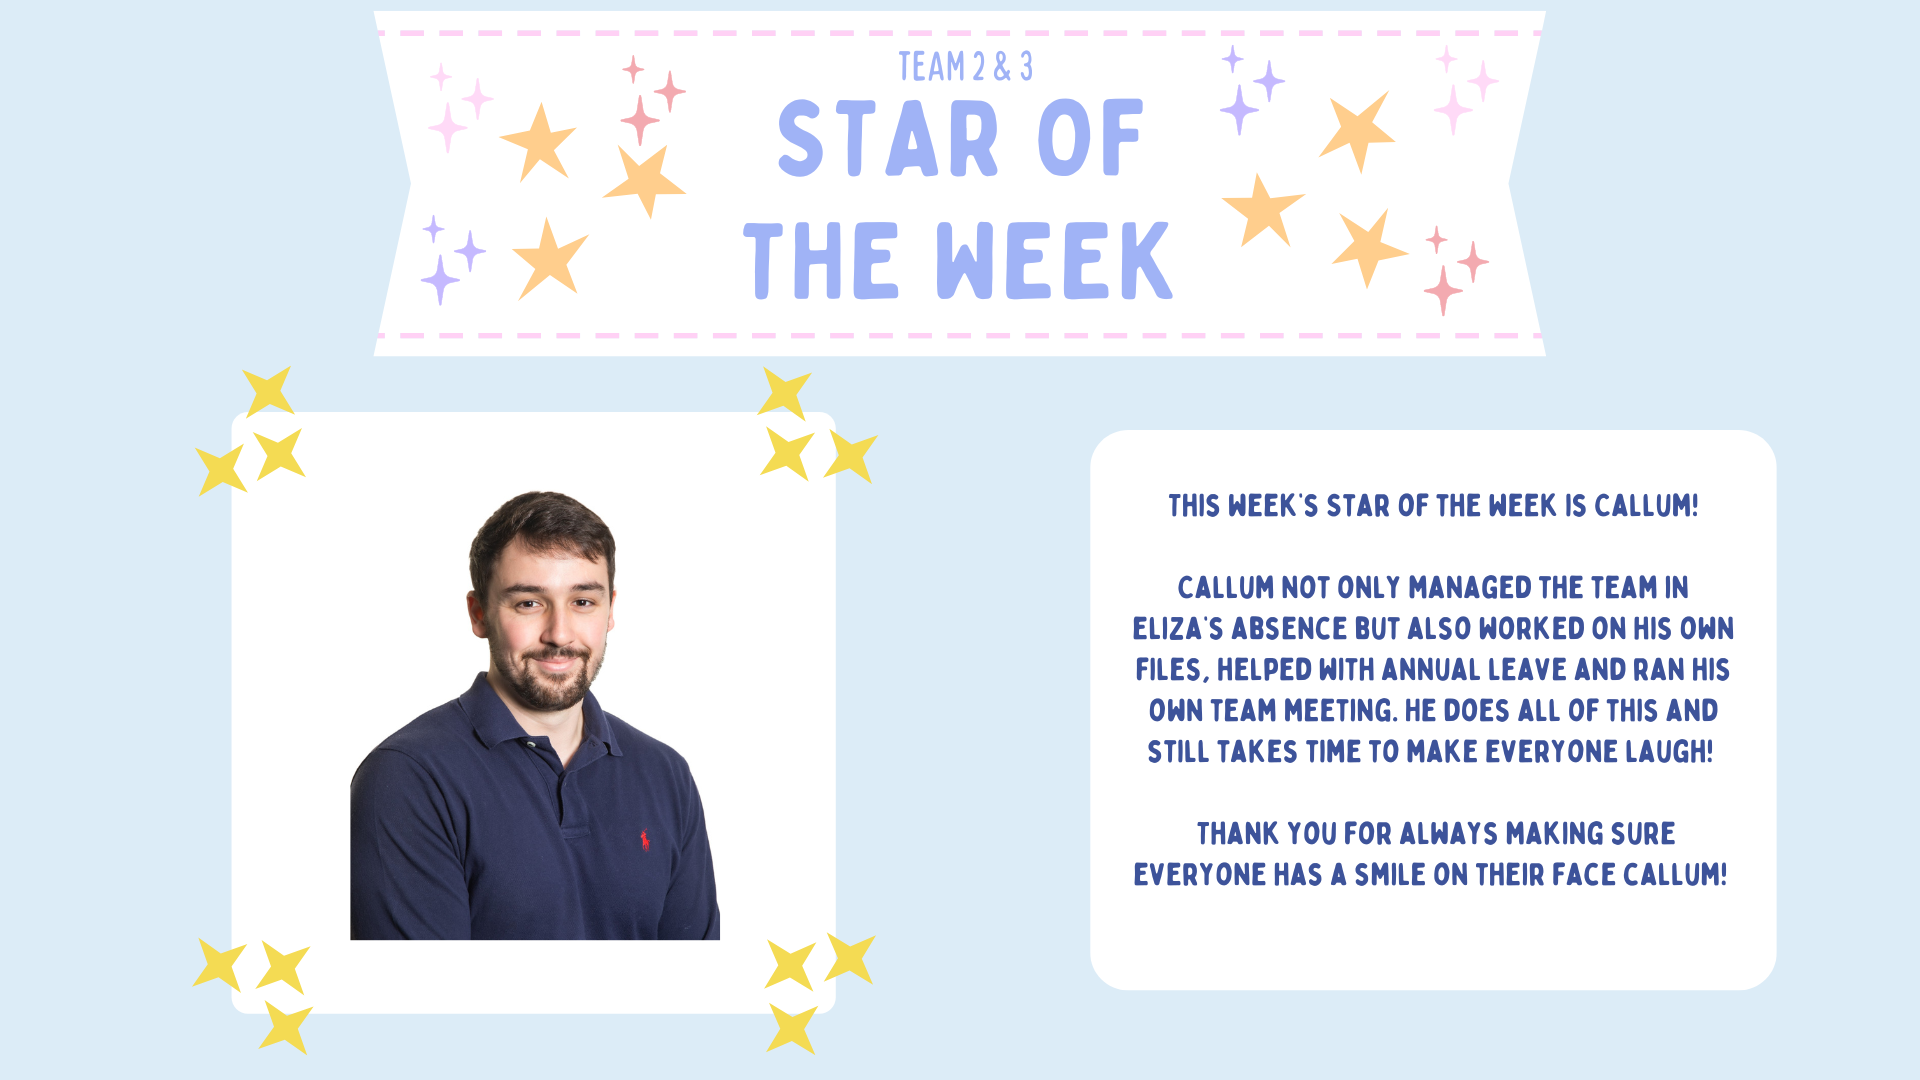 TEAM 2 & 3
STAR OF
THE WEEK
THIS WEEK'S STAR OF THE WEEK IS CALLUM!
CALLUM NOT ONLY MANAGED THE TEAM IN
ELIZA'S ABSENCE BUT ALSO WORKED ON HIS OWN
FILES, HELPED WITH ANNUAL LEAVE AND RAN HIS
OWN TEAM MEETING. HE DOES ALL OF THIS AND
STILL TAKES TIME TO MAKE EVERYONE LAUGH!
THANK YOU FOR ALWAYS MAKING SURE
EVERYONE HAS A SMILE ON THEIR FACE CALLUM!